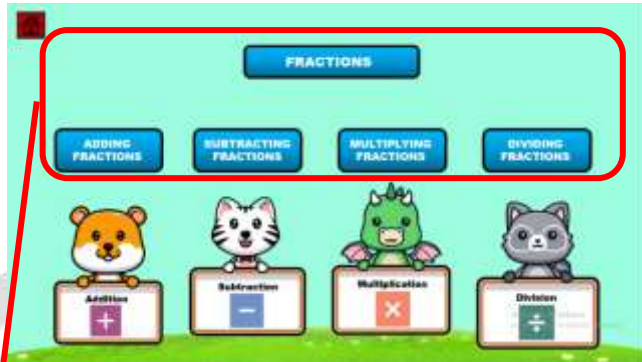 FRACTIONS
ADDING
FRACTIONS
SUBTRACTING
FRACTIONS
MULTIPLYING
FRACTIONS
DIVIDING
FRACTIONS
Addition
+
Subtraction
−
Multiplication
×
Division
÷